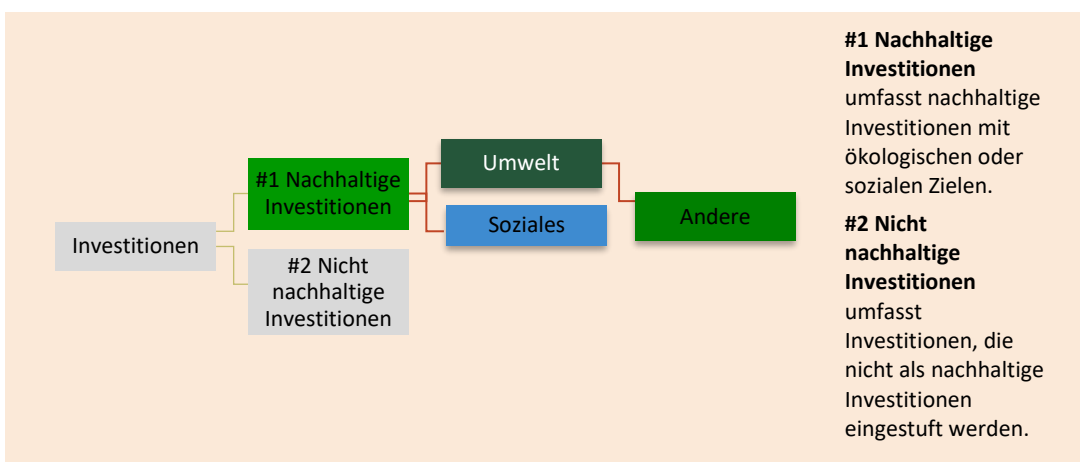 Investitionen
#1 Nachhaltige
Investitionen
#2 Nicht
nachhaltige
Investitionen
Umwelt
Soziales
Andere
#1 Nachhaltige
Investitionen
umfasst nachhaltige
Investitionen mit
ökologischen oder
sozialen Zielen.
#2 Nicht
nachhaltige
Investitionen
umfasst
Investitionen, die
nicht als nachhaltige
Investitionen
eingestuft werden.